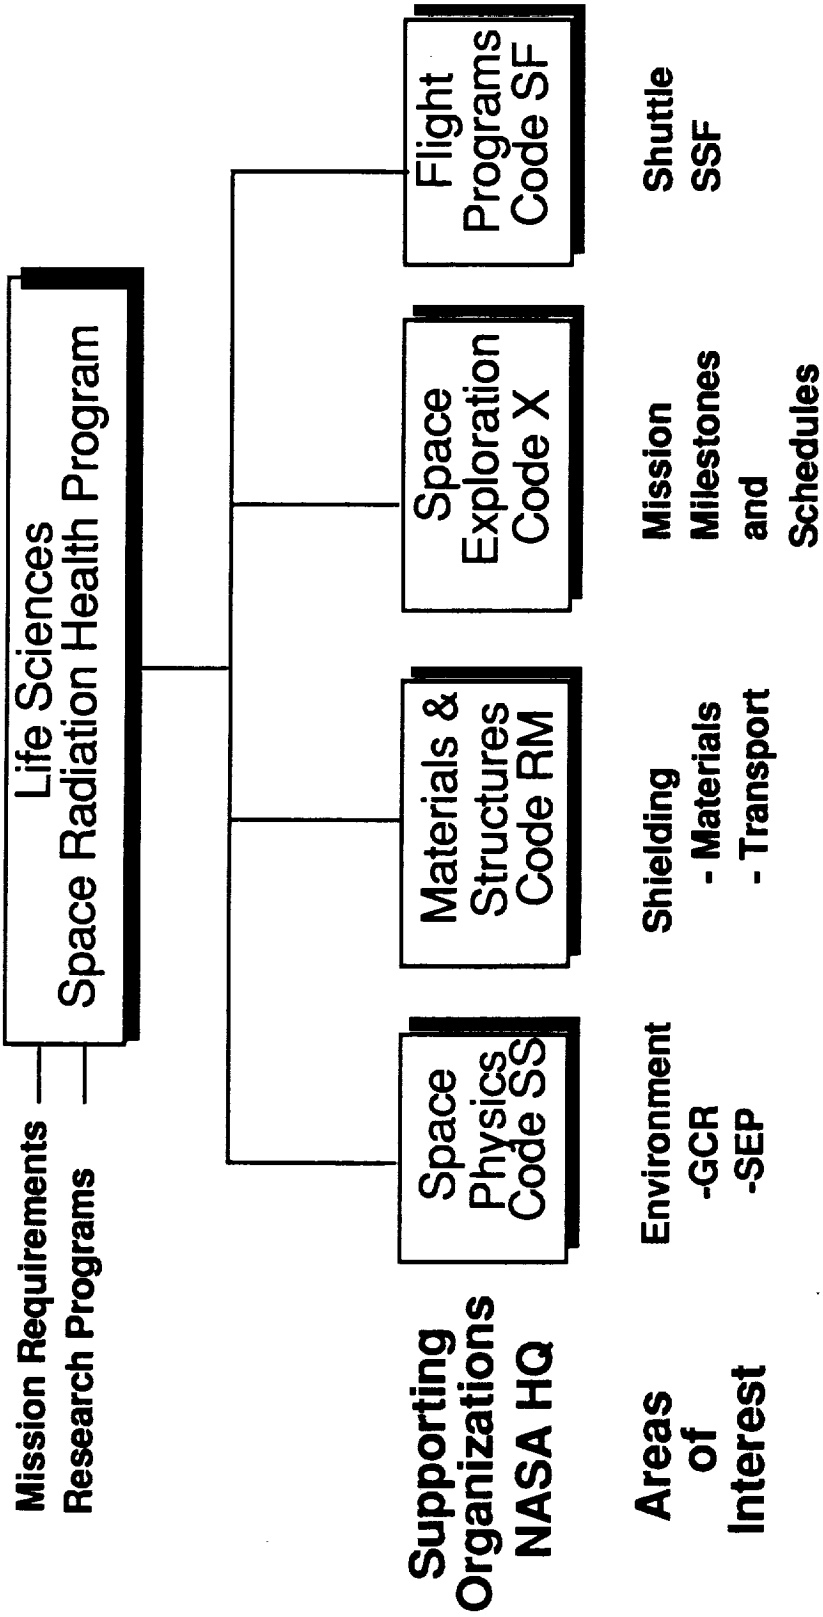 Mission Requirements
Research Programs
Life Sciences
Space Radiation Health Program
Supporting
Organizations
NASA HQ
Space
Physics
Code SS
Materials &
Structures
Code RM
Space
Exploration
Code X
Flight
Programs
Code SF
Areas
of
Interest
Environment
-GCR
-SEP
Shielding
- Materials
- Transport
Mission
Milestones
and
Schedules
Shuttle
SSF